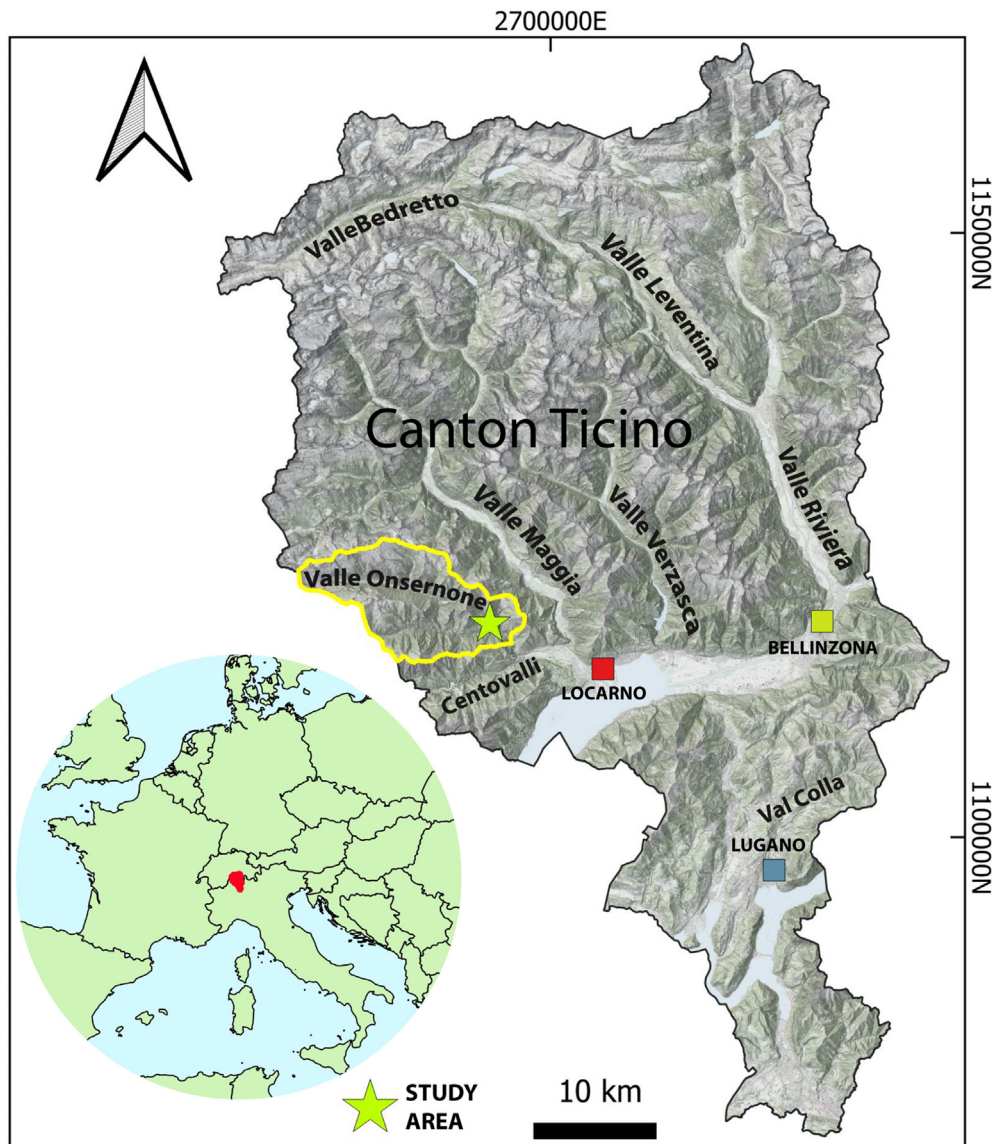 2700000E
1150000N
ValleBedretto
Valle Leventina
Canton Ticino
Valle Riviera
Valle Maggia
Valle Verzasca
Valle Onsernone
BELLINZONA
Centovalli
LOCARNO
Val Colla
1100000N
LUGANO
STUDY
AREA
10 km